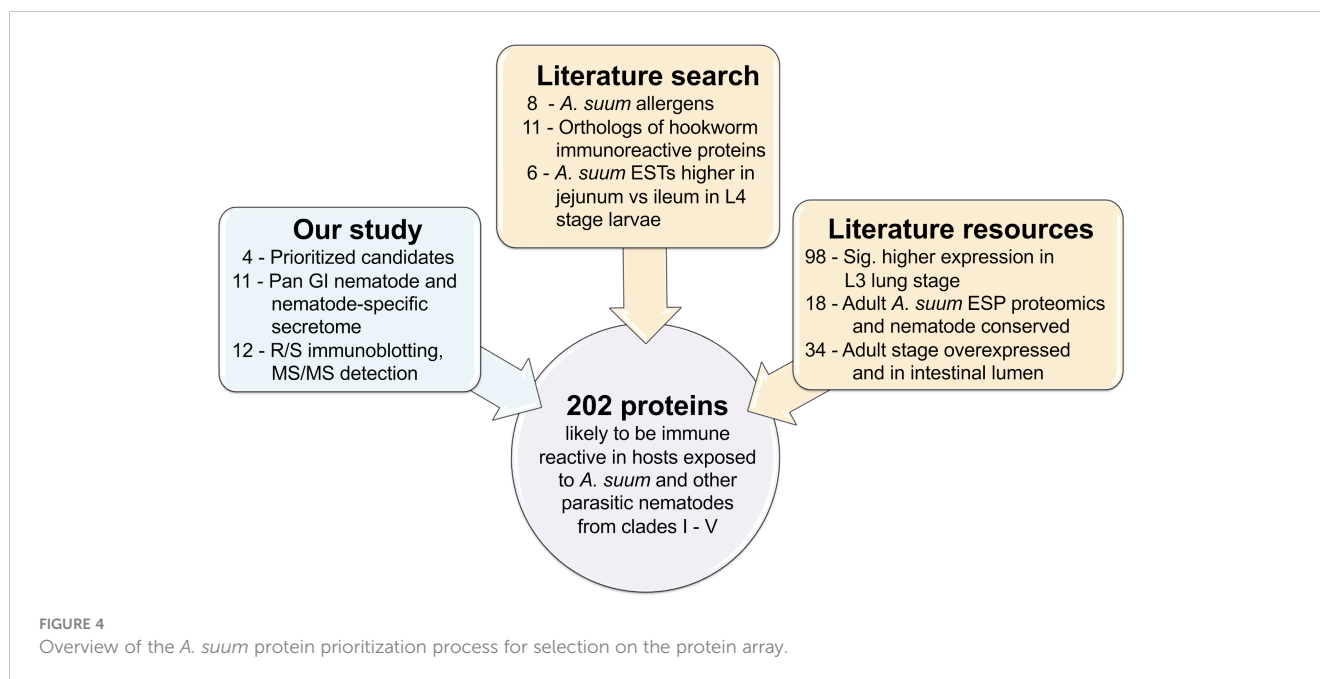 Literature search
8 - A. suum allergens
11 - Orthologs of hookworm
immunoreactive proteins
6 - A. suum ESTs higher in
jejunum vs ileum in L4
stage larvae
Our study
4 - Prioritized candidates
11 - Pan GI nematode and
nematode-specific
secretome
12 - R/S immunoblotting,
MS/MS detection
Literature resources
98 - Sig. higher expression in
L3 lung stage
18 - Adult A. suum ESP proteomics
and nematode conserved
34 - Adult stage overexpressed
and in intestinal lumen
202 proteins
likely to be immune
reactive in hosts exposed
to A. suum and other
parasitic nematodes
from clades I - V
FIGURE 4
Overview of the A. suum protein prioritization process for selection on the protein array.